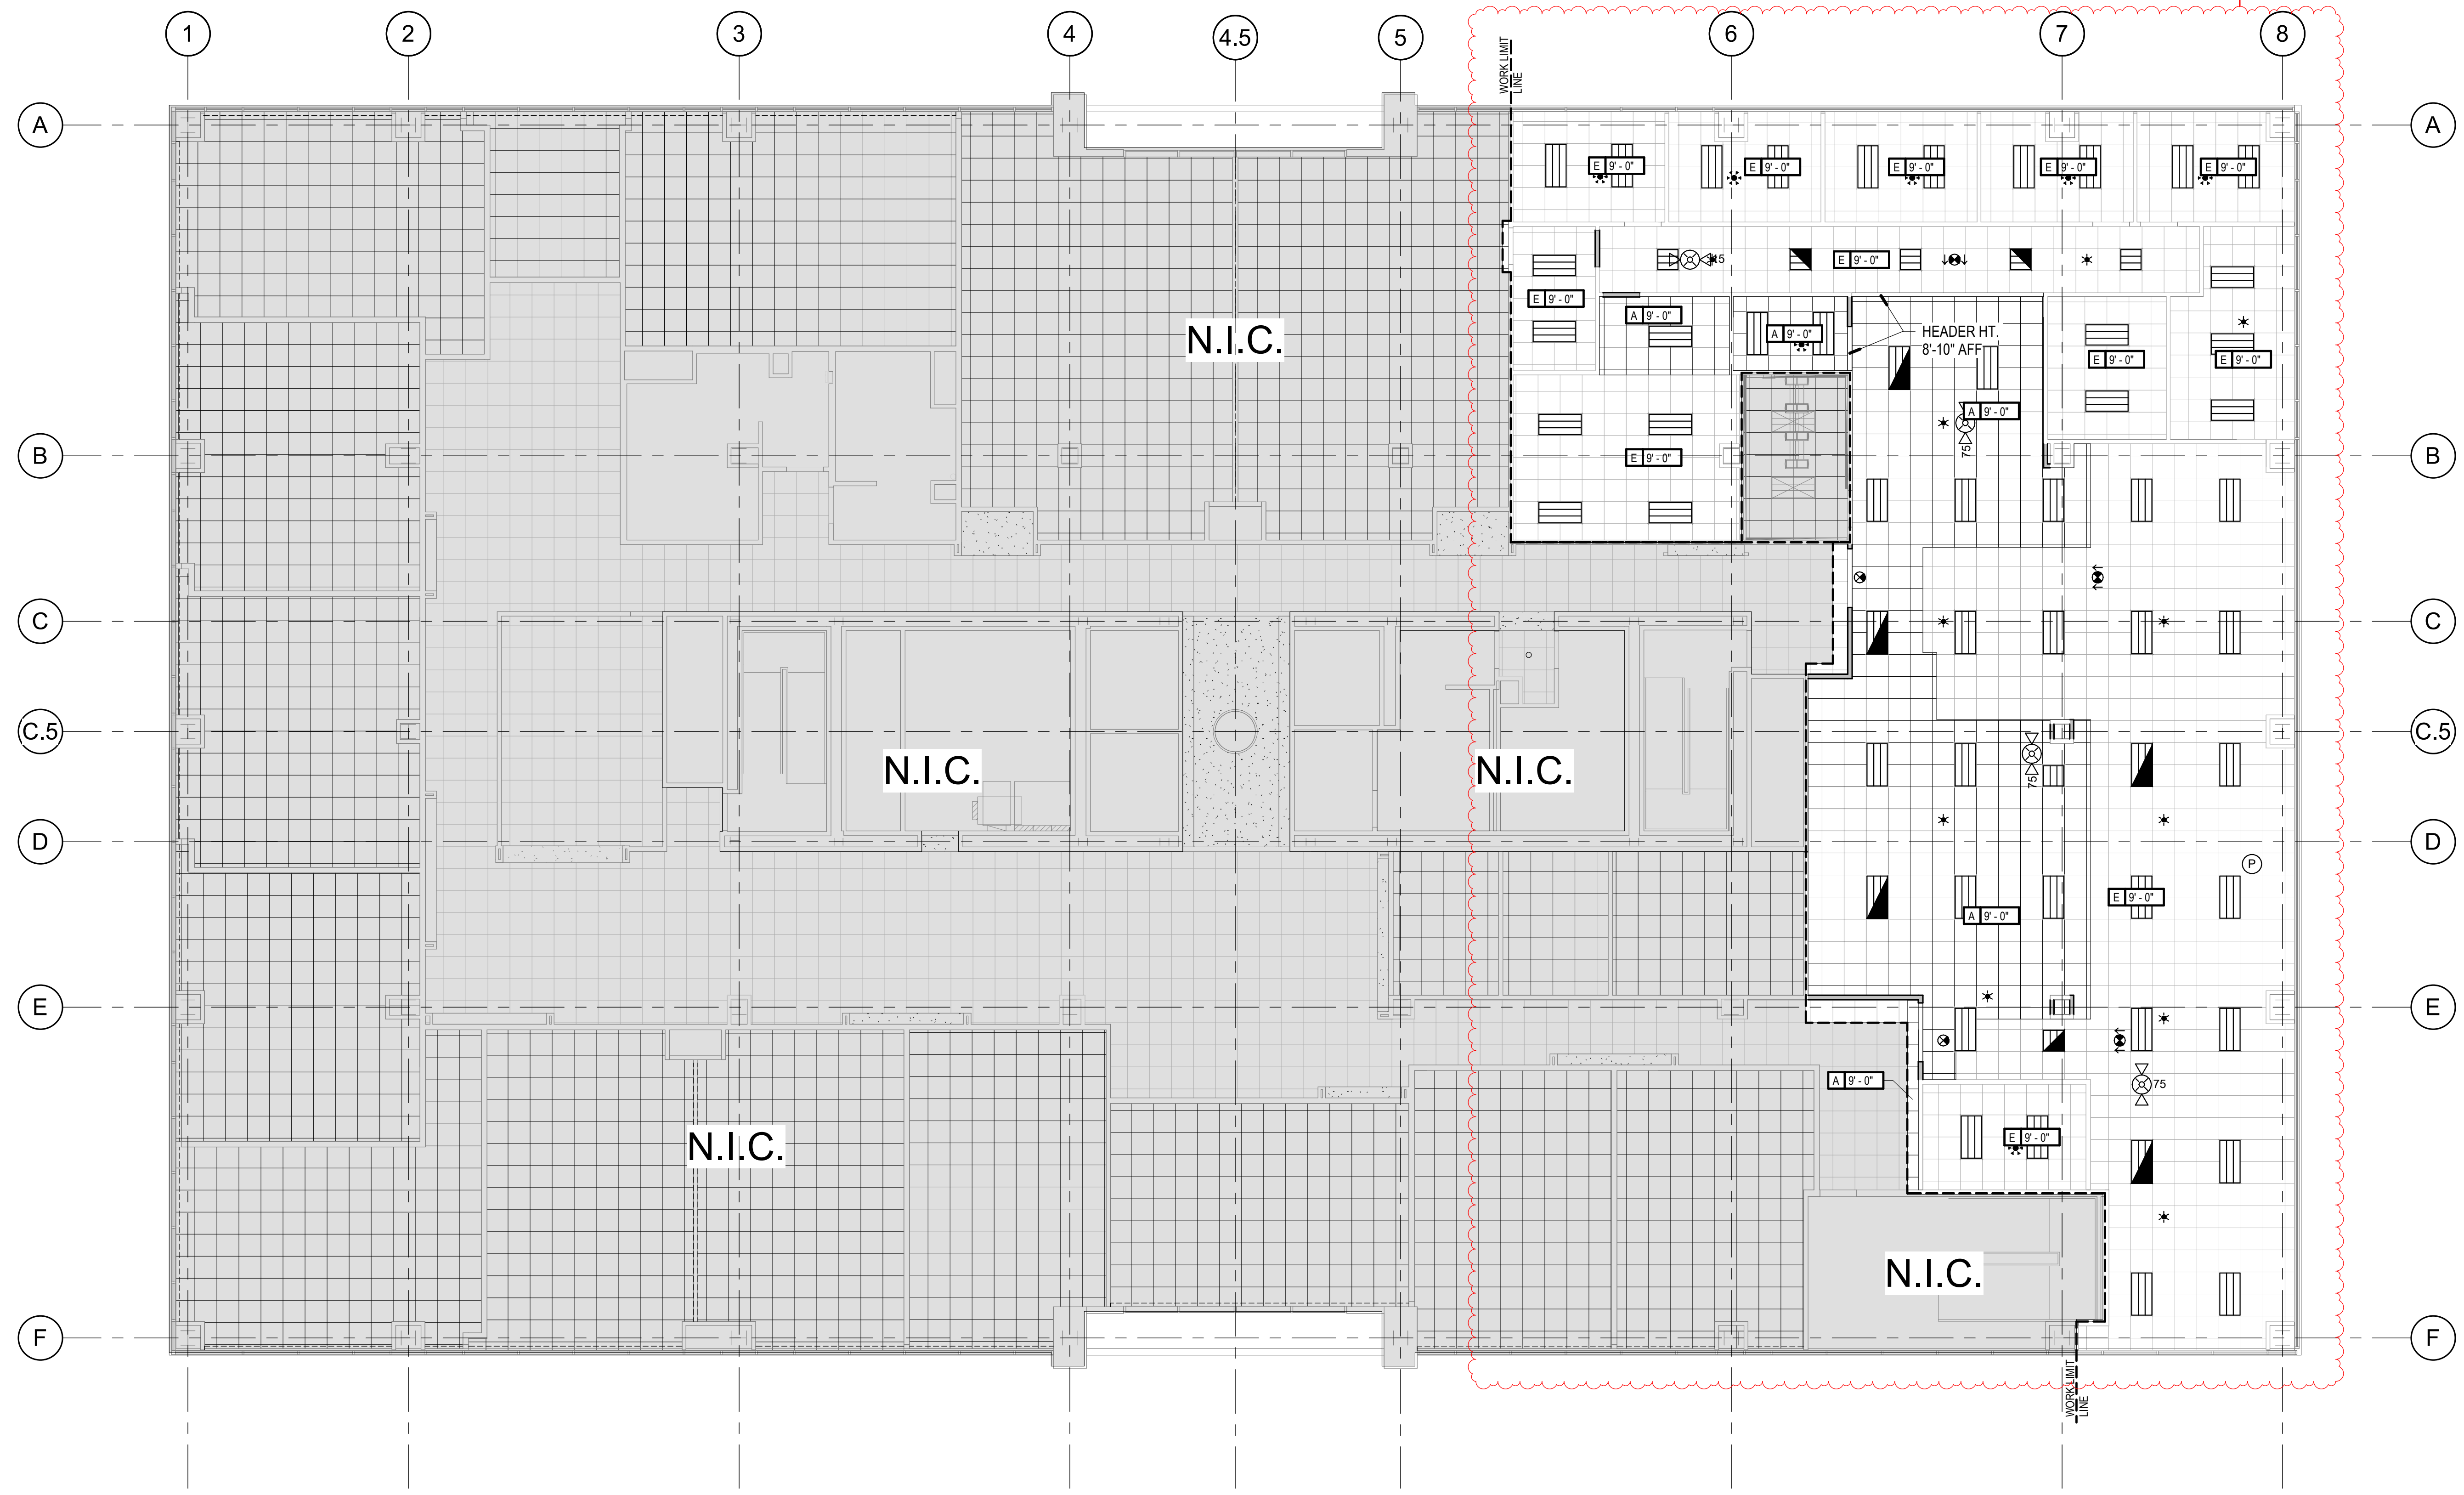 1 2 3 4 4.5 5 6 7 8
WORK LIMIT
LINE
A A
E 9' - 0" E 9' - 0" E 9' - 0" E 9' - 0" E 9' - 0"
E 9' - 0"
E 9' - 0"
A 9' - 0"
A 9' - 0"
HEADER HT.
8'-10" AFF
N.I.C.
E 9' - 0" E 9' - 0"
A 9' - 0"
75
B B
E 9' - 0"
C C
C.5 C.5
N.I.C. N.I.C.
75
D D
P
E 9' - 0"
A 9' - 0"
E E
A 9' - 0"
75
N.I.C.
E 9' - 0"
N.I.C.
F F
WORK LIMIT
LINE